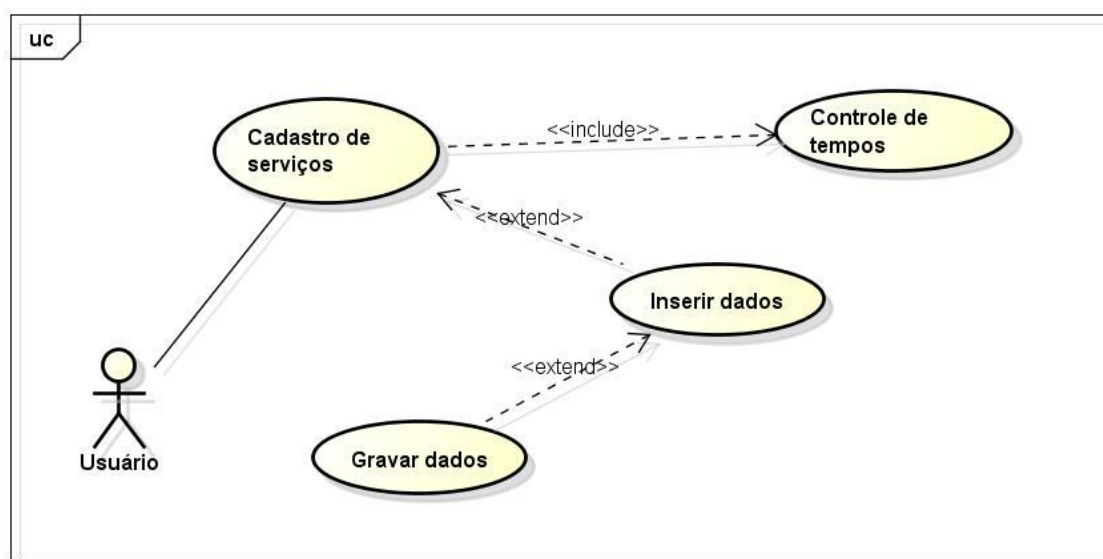 uc
Cadastro de
serviços
<<include>>
Controle de
tempos
<<extend>>
Inserir dados
<<extend>>
Gravar dados
Usuário